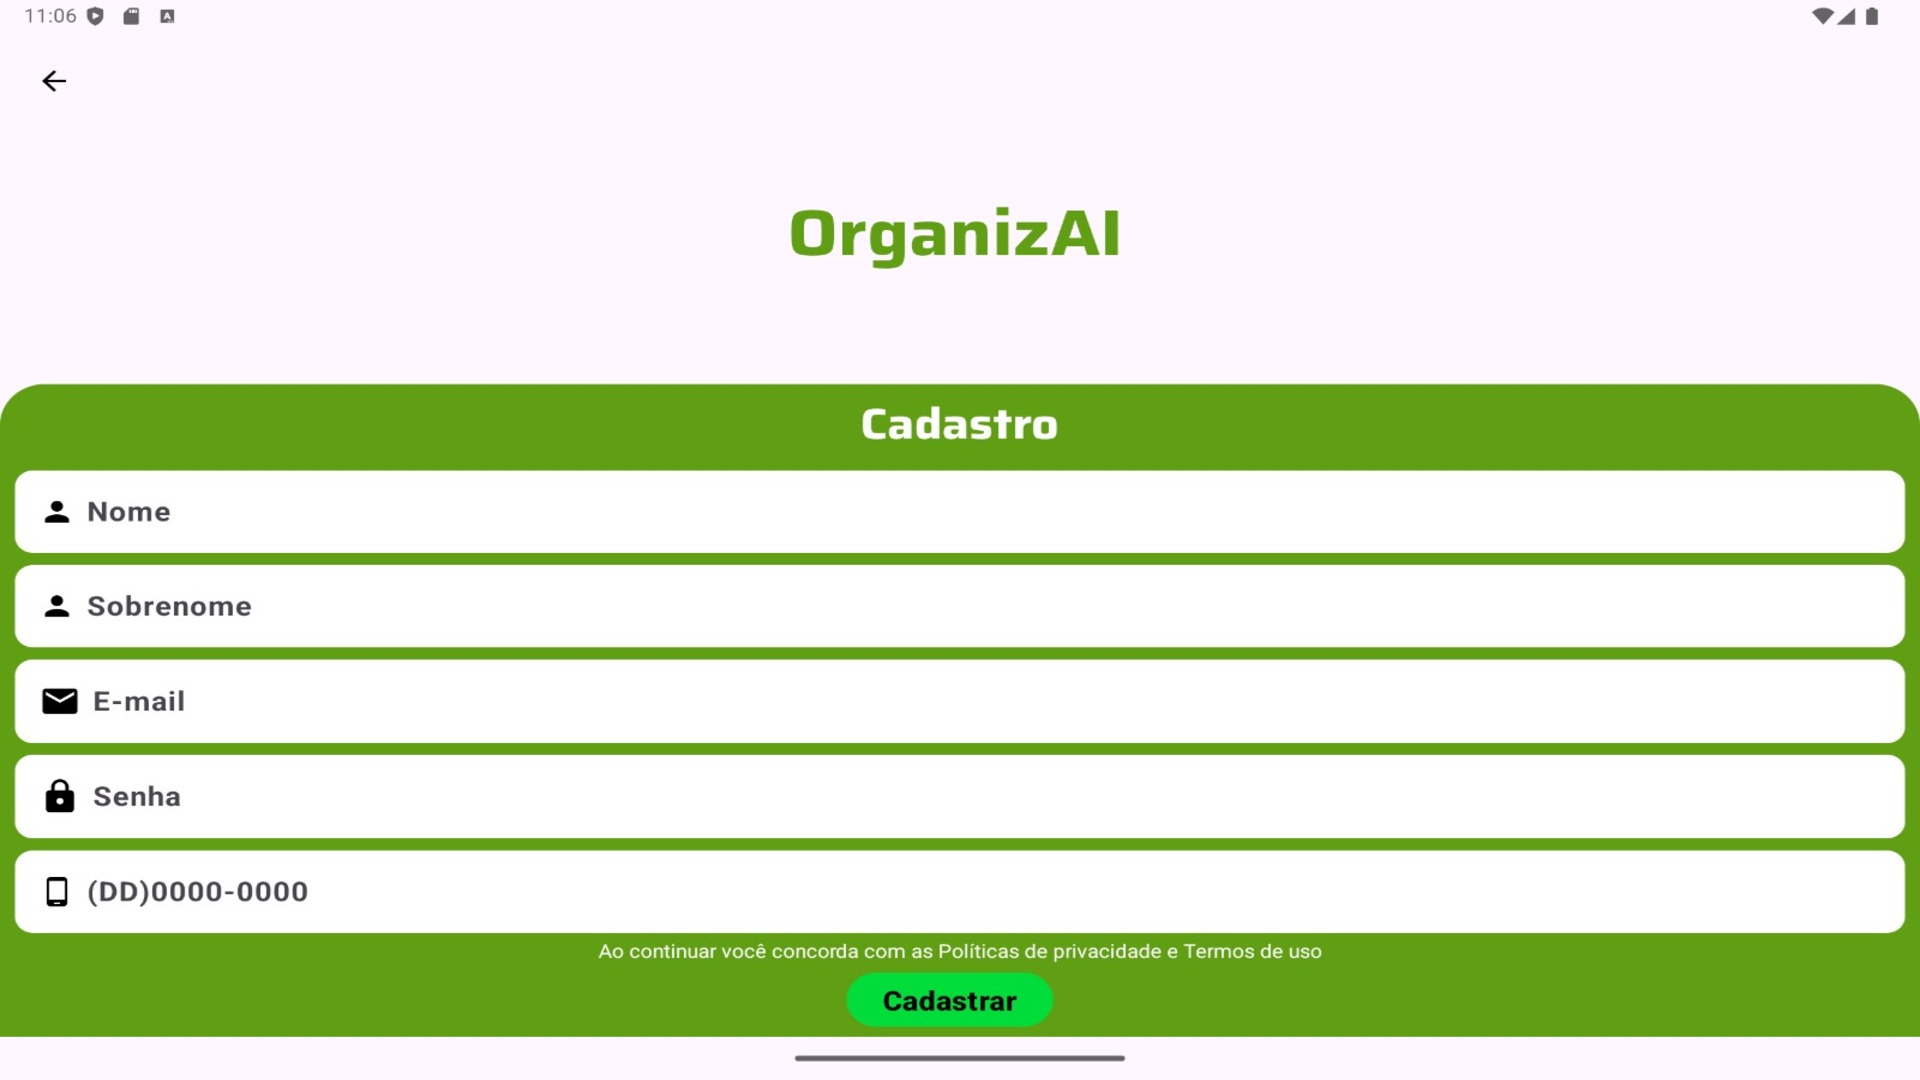 11:06
OrganizAI
Cadastro
Nome
Sobrenome
E-mail
Senha
(DD)0000-0000
Ao continuar você concorda com as Políticas de privacidade e Termos de uso
Cadastrar